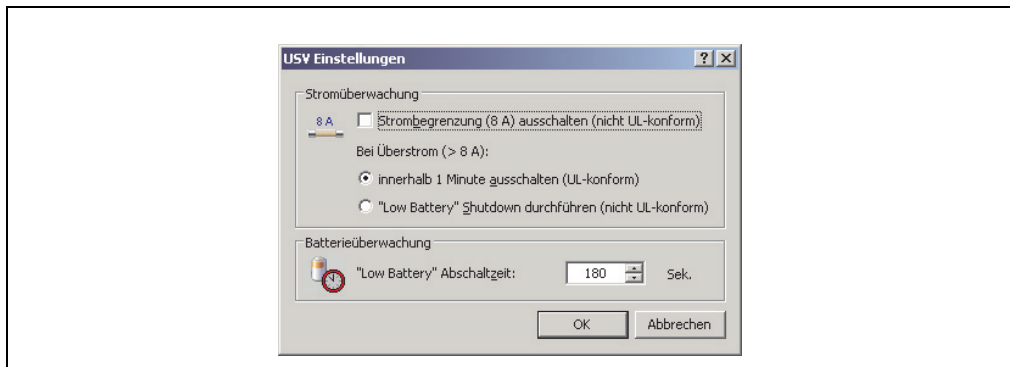 USV Einstellungen
Stromüberwachung
8 A
Strombegrenzung (8 A) ausschalten (nicht UL-konform)
Bei Überstrom (> 8 A):
innerhalb 1 Minute ausschalten (UL-konform)
"Low Battery" Shutdown durchführen (nicht UL-konform)
Batterieüberwachung
"Low Battery" Abschaltzeit: 180 Sek.
OK Abbrechen